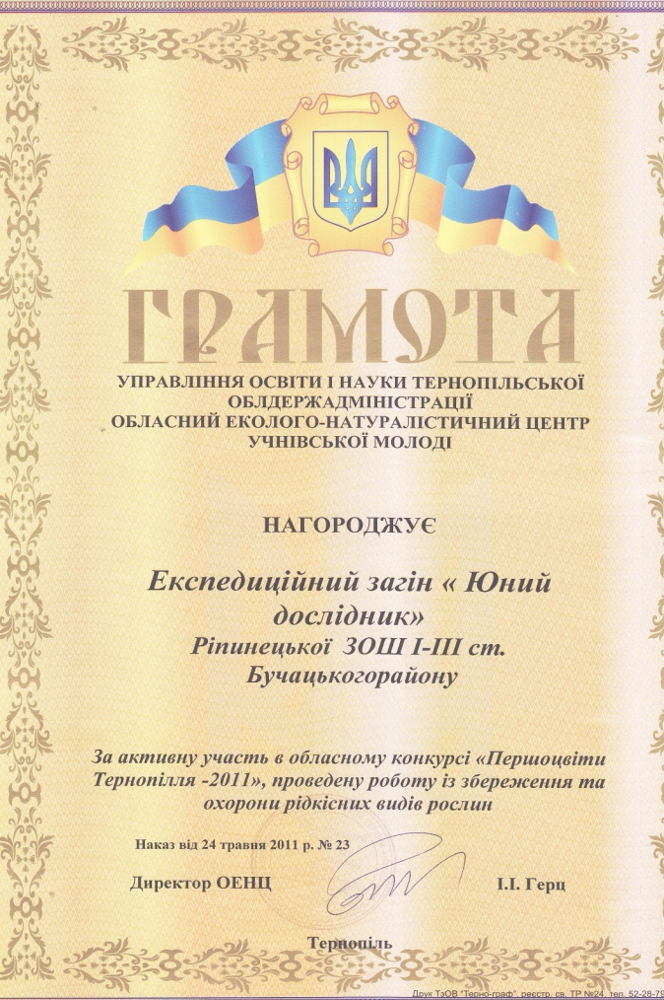 ГРАМОТА
УПРАВЛІННЯ ОСВІТИ І НАУКИ ТЕРНОПІЛЬСЬКОЇ
ОБЛДЕРЖАДМІНІСТРАЦІЇ
ОБЛАСНИЙ ЕКОЛОГО-НАТУРАЛІСТИЧНИЙ ЦЕНТР
УЧНІВСЬКОЇ МОЛОДІ
НАГОРОДЖУЄ
Експедиційний загін « Юний
дослідник»
Ріпинецької ЗОШ І-ІІІ ст.
Бучацькогорайону
За активну участь в обласному конкурсі «Першоцвіти
Тернопілля -2011», проведену роботу із збереження та
охорони рідкісних видів рослин
Наказ від 24 травня 2011 р. № 23
Директор ОЕНЦ І.І. Герц
Тернопіль
Друк ТзОВ "Терно-граф", реєстр. св. ТР №24, тел. 52-28-79